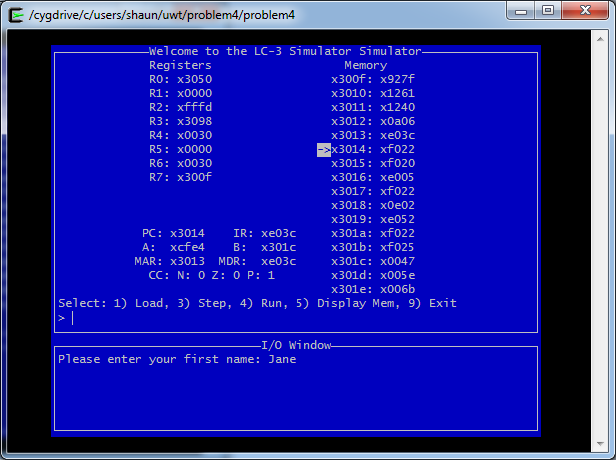 /cygdrive/c/users/shaun/uwt/problem4/problem4
Welcome to the LC-3 Simulator Simulator
Registers Memory
R0: x3050 x300f: x927f
R1: x0000 x3010: x1261
R2: xfffd x3011: x1240
R3: x3098 x3012: x0a06
R4: x0030 x3013: xe03c
R5: x0000 ->x3014: xf022
R6: x0030 x3015: xf020
R7: x300f x3016: xe005
x3017: xf022
x3018: x0e02
x3019: xe052
PC: x3014 IR: xe03c x301a: xf022
A: xcfe4 B: x301c x301b: xf025
MAR: x3013 MDR: xe03c x301c: x0047
CC: N: 0 Z: 0 P: 1 x301d: x005e
x301e: x006b
Select: 1) Load, 3) Step, 4) Run, 5) Display Mem, 9) Exit
>
I/O Window
Please enter your first name: Jane